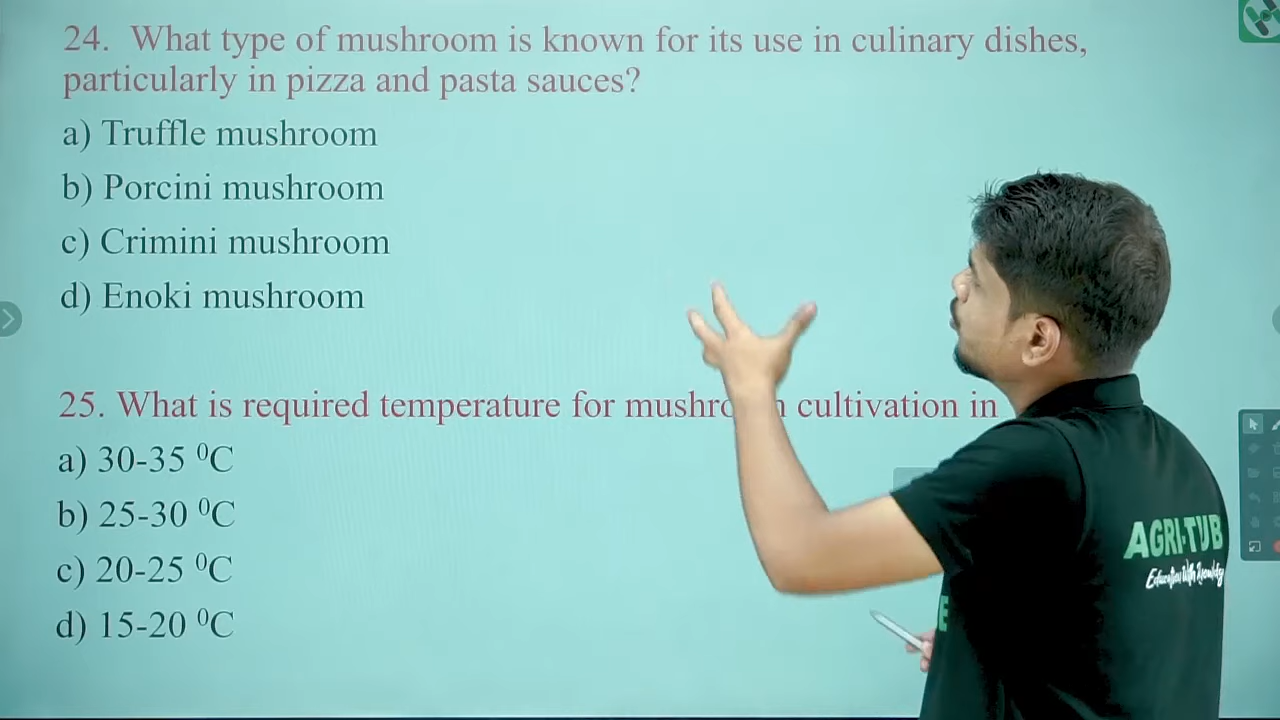 24. What type of mushroom is known for its use in culinary dishes,
particularly in pizza and pasta sauces?
a) Truffle mushroom
b) Porcini mushroom
c) Crimini mushroom
d) Enoki mushroom
25. What is required temperature for cultivation in
a) 30-35 ⁰C
b) 25-30 ⁰C
c) 20-25 ⁰C
d) 15-20 ⁰C
AGRI-TUB
Education With